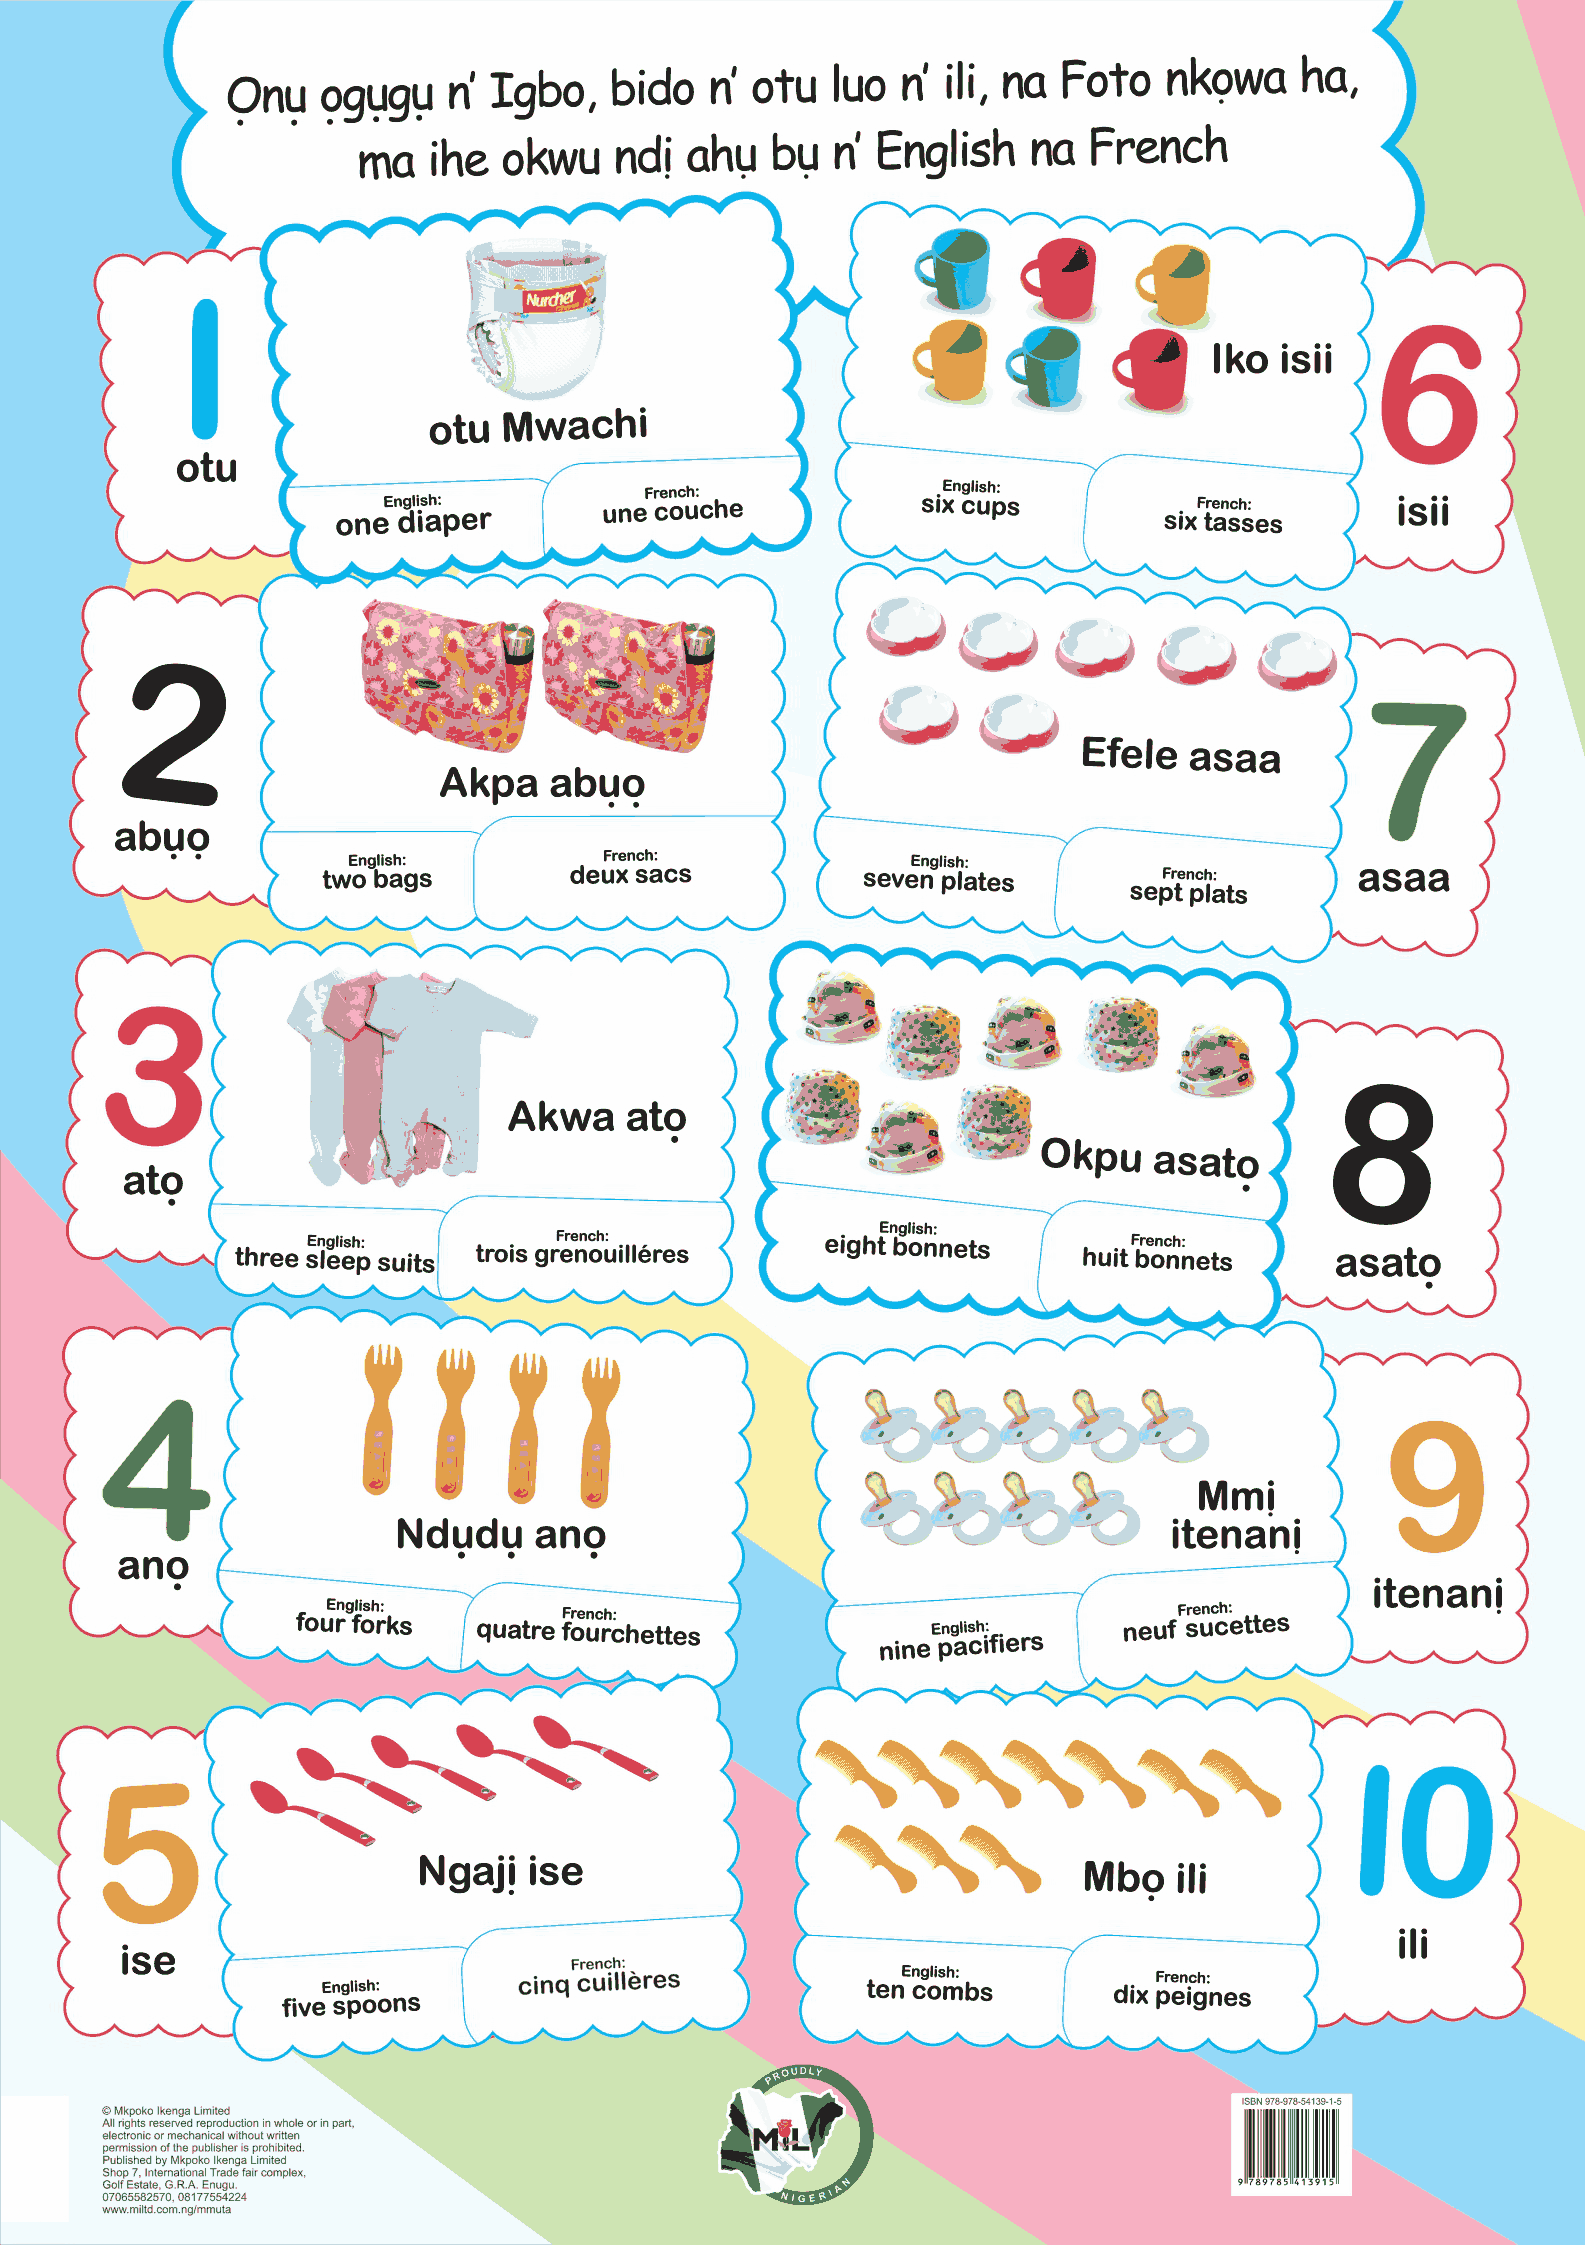 Ọnụ ọgụgụ n' Igbo, bido n' otu luo n' ili, na Foto nkọwa ha,
ma ihe okwu ndị ahụ bụ n' English na French
1
otu
Nurcher
otu Mwachi
English:
one diaper
French:
une couche
2
abụọ
Akpa abụọ
English:
two bags
French:
deux sacs
3
atọ
Akwa atọ
English:
three sleep suits
French:
trois grenouilléres
4
anọ
Ndụdụ anọ
English:
four forks
French:
quatre fourchettes
5
ise
Ngajị ise
English:
five spoons
French:
cinq cuillères
Iko isii
English:
six cups
French:
six tasses
6
isii
Efele asaa
English:
seven plates
French:
sept plats
7
asaa
Okpu asatọ
English:
eight bonnets
French:
huit bonnets
8
asatọ
Mmị
itenanị
English:
nine pacifiers
French:
neuf sucettes
9
itenanị
Mbọ ili
English:
ten combs
French:
dix peignes
10
ili
© Mkpoko Ikenga Limited
All rights reserved reproduction in whole or in part,
electronic or mechanical without written
permission of the publisher is prohibited.
Published by Mkpoko Ikenga Limited
Shop 7, International Trade fair complex,
Golf Estate, G.R.A. Enugu.
07065582570, 08177554224
www.miltd.com.ng/mmuta
PROUDLY
MIL
NIGERIAN
ISBN 978-978-54139-1-5
9 789785 413915